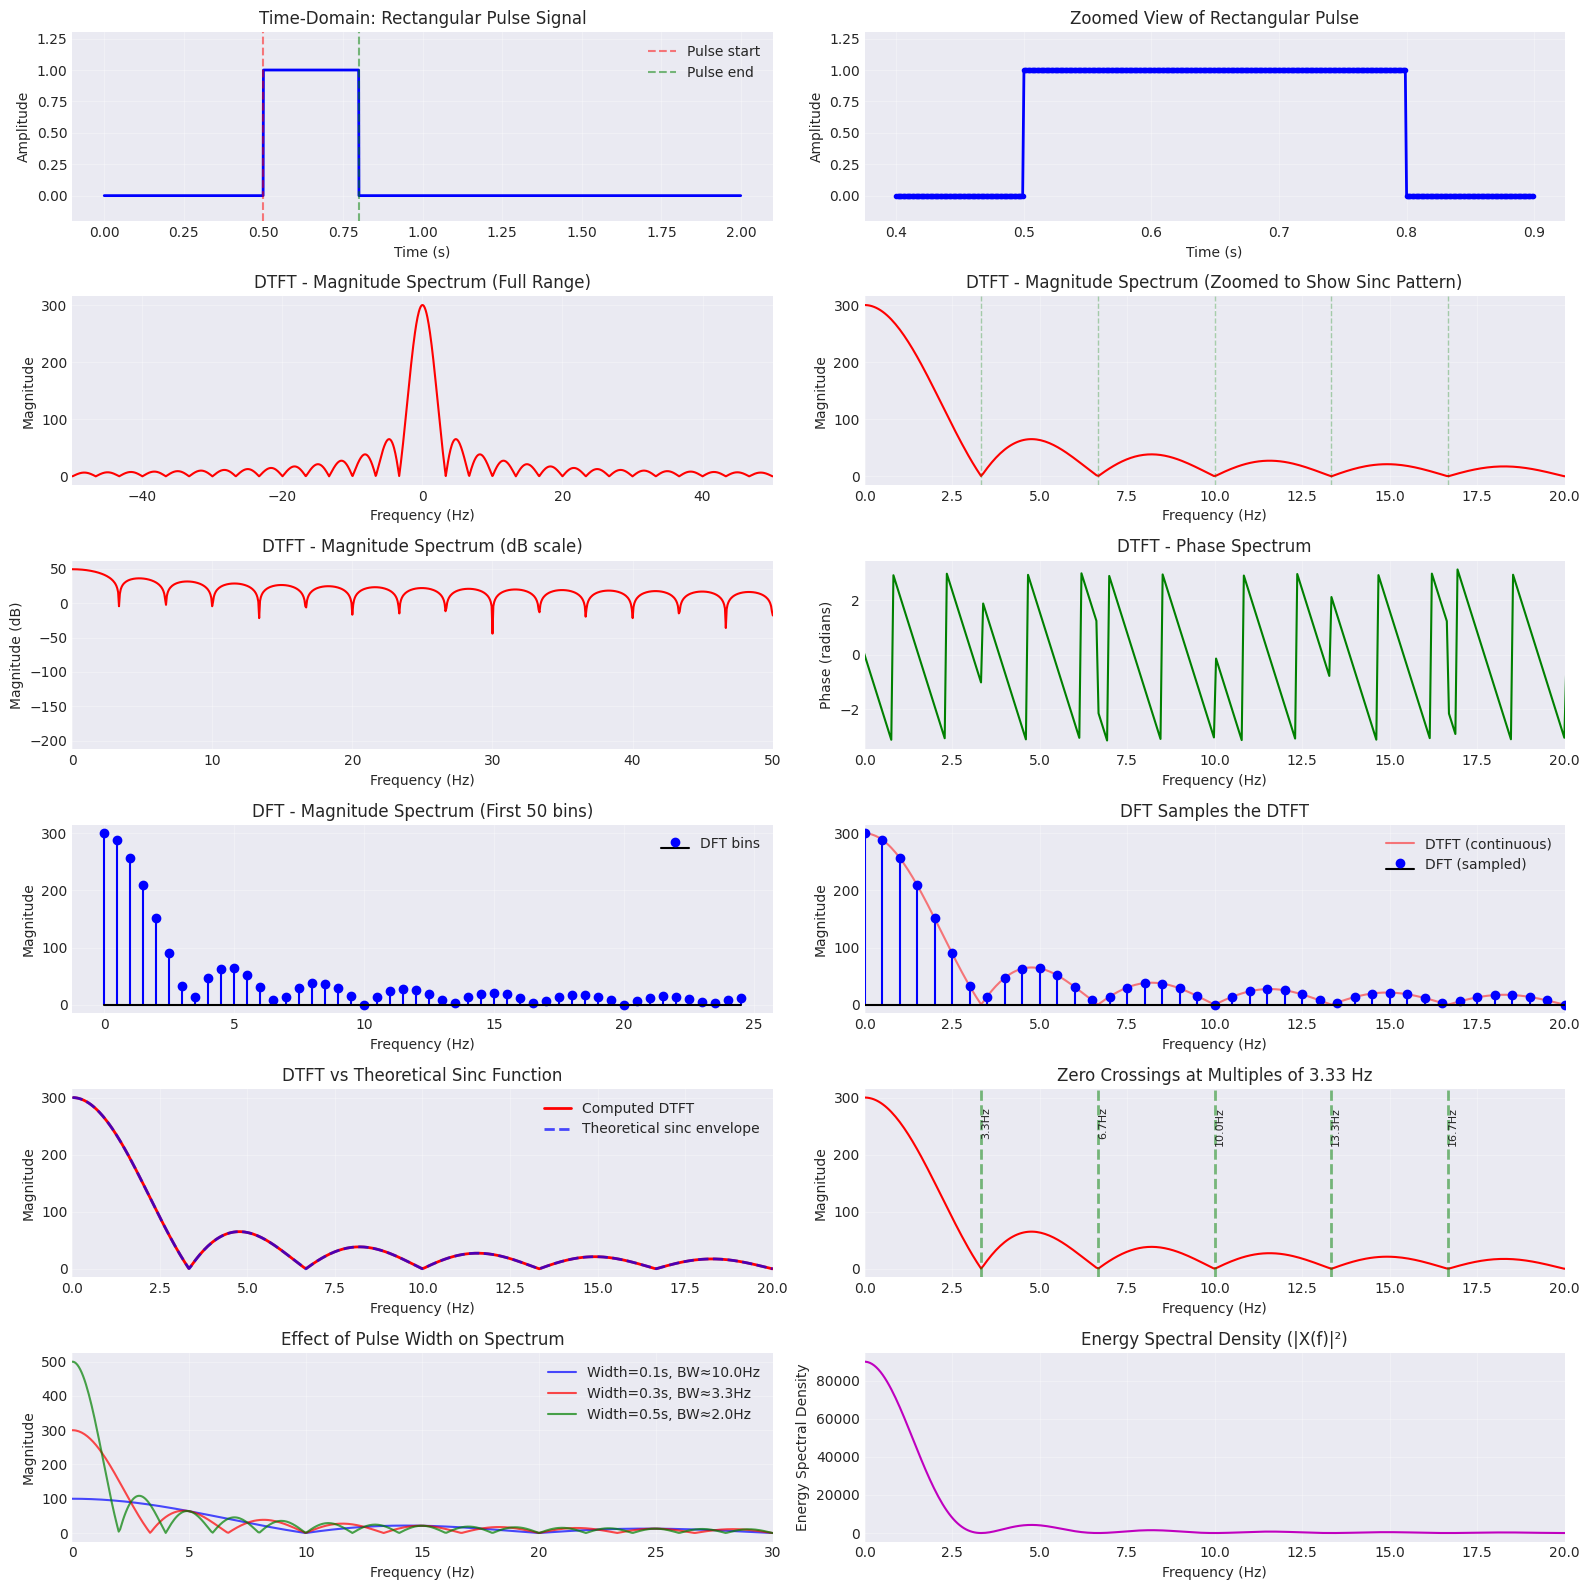 Time-Domain: Rectangular Pulse Signal
1.25
1.00
0.75
0.50
0.25
0.00
Amplitude
Pulse start
Pulse end
0.00 0.25 0.50 0.75 1.00 1.25 1.50 1.75 2.00
Time (s)
Zoomed View of Rectangular Pulse
1.25
1.00
0.75
0.50
0.25
0.00
Amplitude
0.4 0.5 0.6 0.7 0.8 0.9
Time (s)
DTFT - Magnitude Spectrum (Full Range)
300
200
100
0
Magnitude
−40 −20 0 20 40
Frequency (Hz)
DTFT - Magnitude Spectrum (Zoomed to Show Sinc Pattern)
300
200
100
0
Magnitude
0.0 2.5 5.0 7.5 10.0 12.5 15.0 17.5 20.0
Frequency (Hz)
DTFT - Magnitude Spectrum (dB scale)
50
0
−50
−100
−150
−200
Magnitude (dB)
0 10 20 30 40 50
Frequency (Hz)
DTFT - Phase Spectrum
2
0
−2
Phase (radians)
0.0 2.5 5.0 7.5 10.0 12.5 15.0 17.5 20.0
Frequency (Hz)
DFT - Magnitude Spectrum (First 50 bins)
300
200
100
0
Magnitude
DFT bins
0 5 10 15 20 25
Frequency (Hz)
DFT Samples the DTFT
300
200
100
0
Magnitude
DTFT (continuous)
DFT (sampled)
0.0 2.5 5.0 7.5 10.0 12.5 15.0 17.5 20.0
Frequency (Hz)
DTFT vs Theoretical Sinc Function
300
200
100
0
Magnitude
Computed DTFT
Theoretical sinc envelope
0.0 2.5 5.0 7.5 10.0 12.5 15.0 17.5 20.0
Frequency (Hz)
Zero Crossings at Multiples of 3.33 Hz
300
200
100
0
Magnitude
3.3Hz
6.7Hz
10.0Hz
13.3Hz
16.7Hz
0.0 2.5 5.0 7.5 10.0 12.5 15.0 17.5 20.0
Frequency (Hz)
Effect of Pulse Width on Spectrum
500
400
300
200
100
0
Magnitude
Width=0.1s, BW≈10.0Hz
Width=0.3s, BW≈3.3Hz
Width=0.5s, BW≈2.0Hz
0 5 10 15 20 25 30
Frequency (Hz)
Energy Spectral Density (|X(f)|²)
80000
60000
40000
20000
0
Energy Spectral Density
0.0 2.5 5.0 7.5 10.0 12.5 15.0 17.5 20.0
Frequency (Hz)